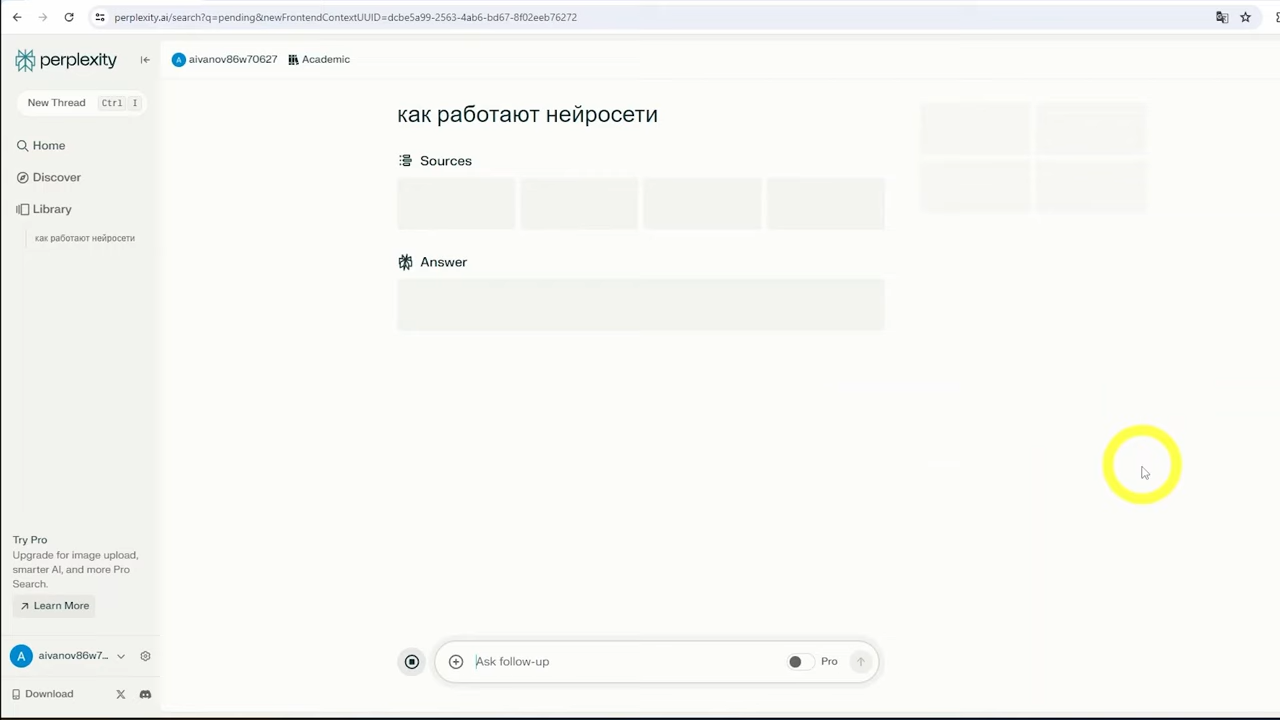 perplexity.ai/search?q=pending&newFrontendContextUUID=dcbe5a99-2563-4ab6-bd67-8f02eeb76272
perplexity
aivanov86w70627
Academic
New Thread
Ctrl I
Home
Discover
Library
как работают нейросети
как работают нейросети
Sources
Answer
Try Pro
Upgrade for image upload,
smarter AI, and more Pro
Search.
Learn More
A aivanov86w7...
Download
Ask follow-up
Pro